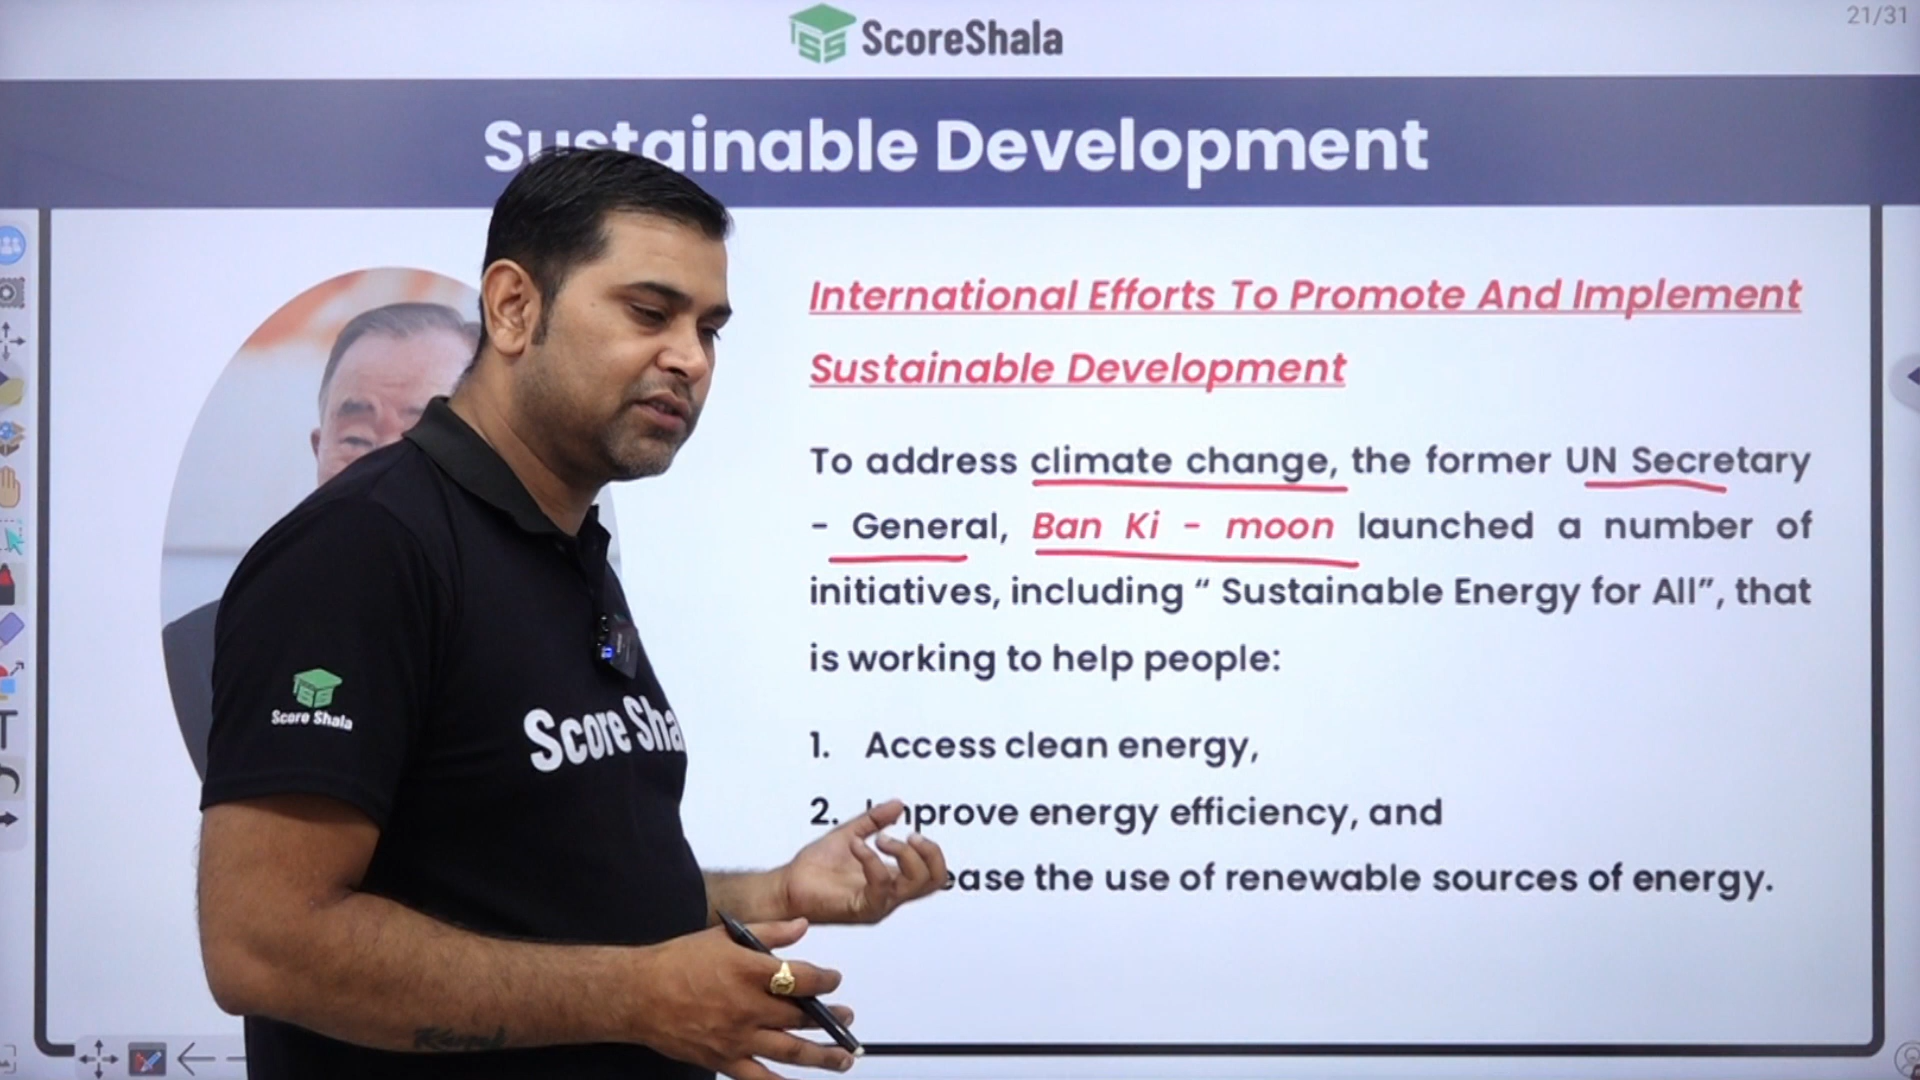 21/31
ScoreShala
Sustainable Development
International Efforts To Promote And Implement
Sustainable Development
To address climate change, the former UN Secretary
- General, Ban Ki - moon launched a number of
initiatives, including “ Sustainable Energy for All”, that
is working to help people:
1. Access clean energy,
2. Improve energy efficiency, and
ease the use of renewable sources of energy.
Score Shala
Score Sha